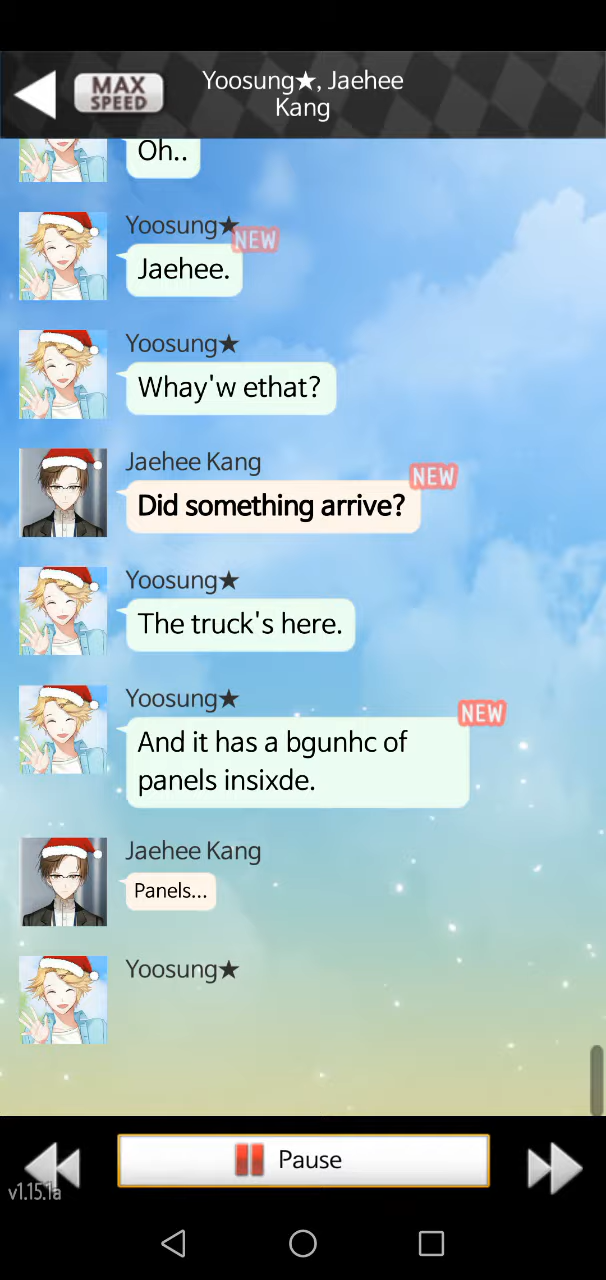 MAX
SPEED
Yoosung★, Jaehee
Kang
Oh..
Yoosung★
NEW
Jaehee.
Yoosung★
Whay'w ethat?
Jaehee Kang
NEW
Did something arrive?
Yoosung★
The truck's here.
Yoosung★
NEW
And it has a bgunhc of
panels insixde.
Jaehee Kang
Panels...
Yoosung★
Pause
v1.15.1a